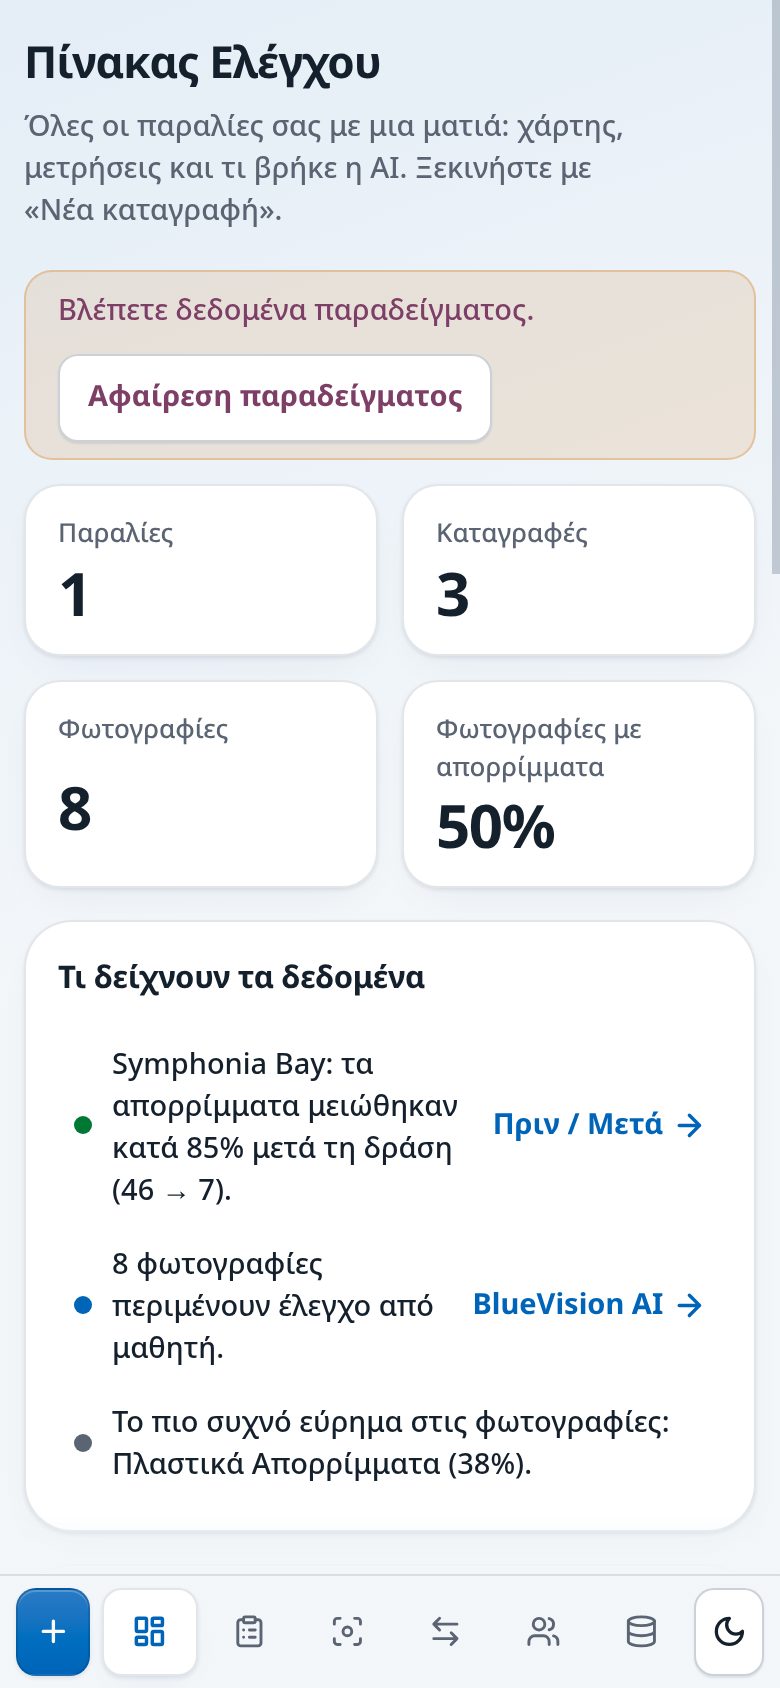 Πίνακας Ελέγχου
Όλες οι παραλίες σας με μια ματιά: χάρτης,
μετρήσεις και τι βρήκε η AI. Ξεκινήστε με
«Νέα καταγραφή».
Βλέπετε δεδομένα παραδείγματος.
Αφαίρεση παραδείγματος
Παραλίες
1
Καταγραφές
3
Φωτογραφίες
8
Φωτογραφίες με
απορρίμματα
50%
Τι δείχνουν τα δεδομένα
Symphonia Bay: τα
απορρίμματα μειώθηκαν
κατά 85% μετά τη δράση
(46 → 7).
Πριν / Μετά →
8 φωτογραφίες
περιμένουν έλεγχο από
μαθητή.
BlueVision AI →
Το πιο συχνό εύρημα στις φωτογραφίες:
Πλαστικά Απορρίμματα (38%).